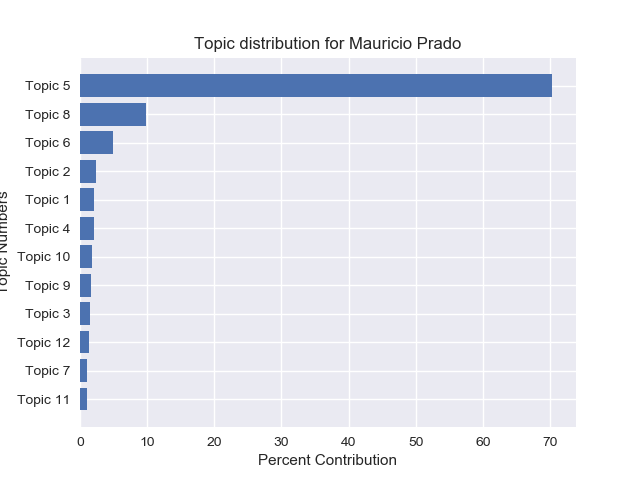 Topic distribution for Mauricio Prado
Topic 5
Topic 8
Topic 6
Topic 2
Topic 1
Topic 4
Topic 10
Topic 9
Topic 3
Topic 12
Topic 7
Topic 11
Topic Numbers
0 10 20 30 40 50 60 70
Percent Contribution